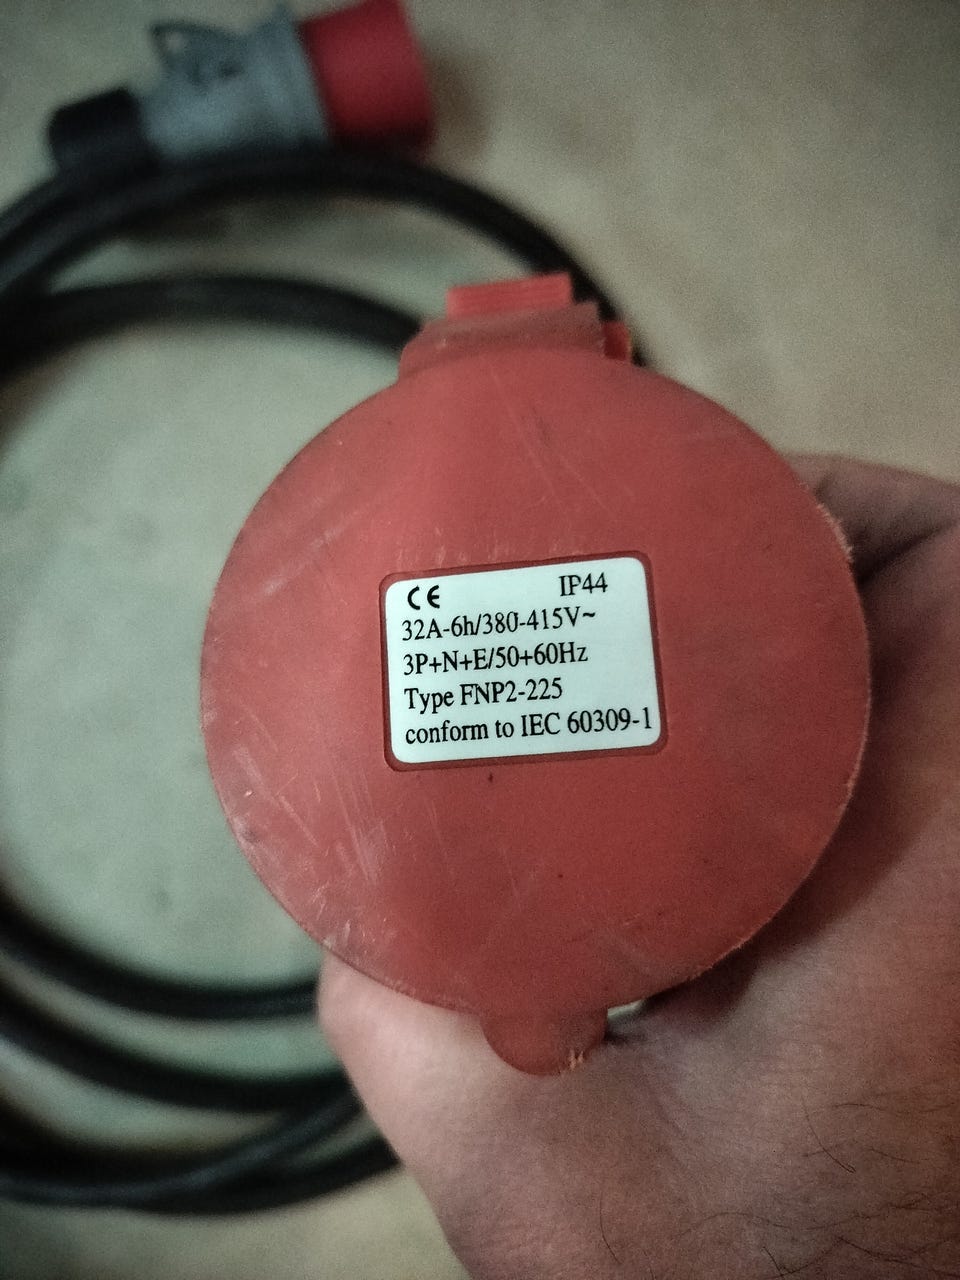 CE IP44
32A-6h/380-415V~
3P+N+E/50+60Hz
Type FNP2-225
conform to IEC 60309-1